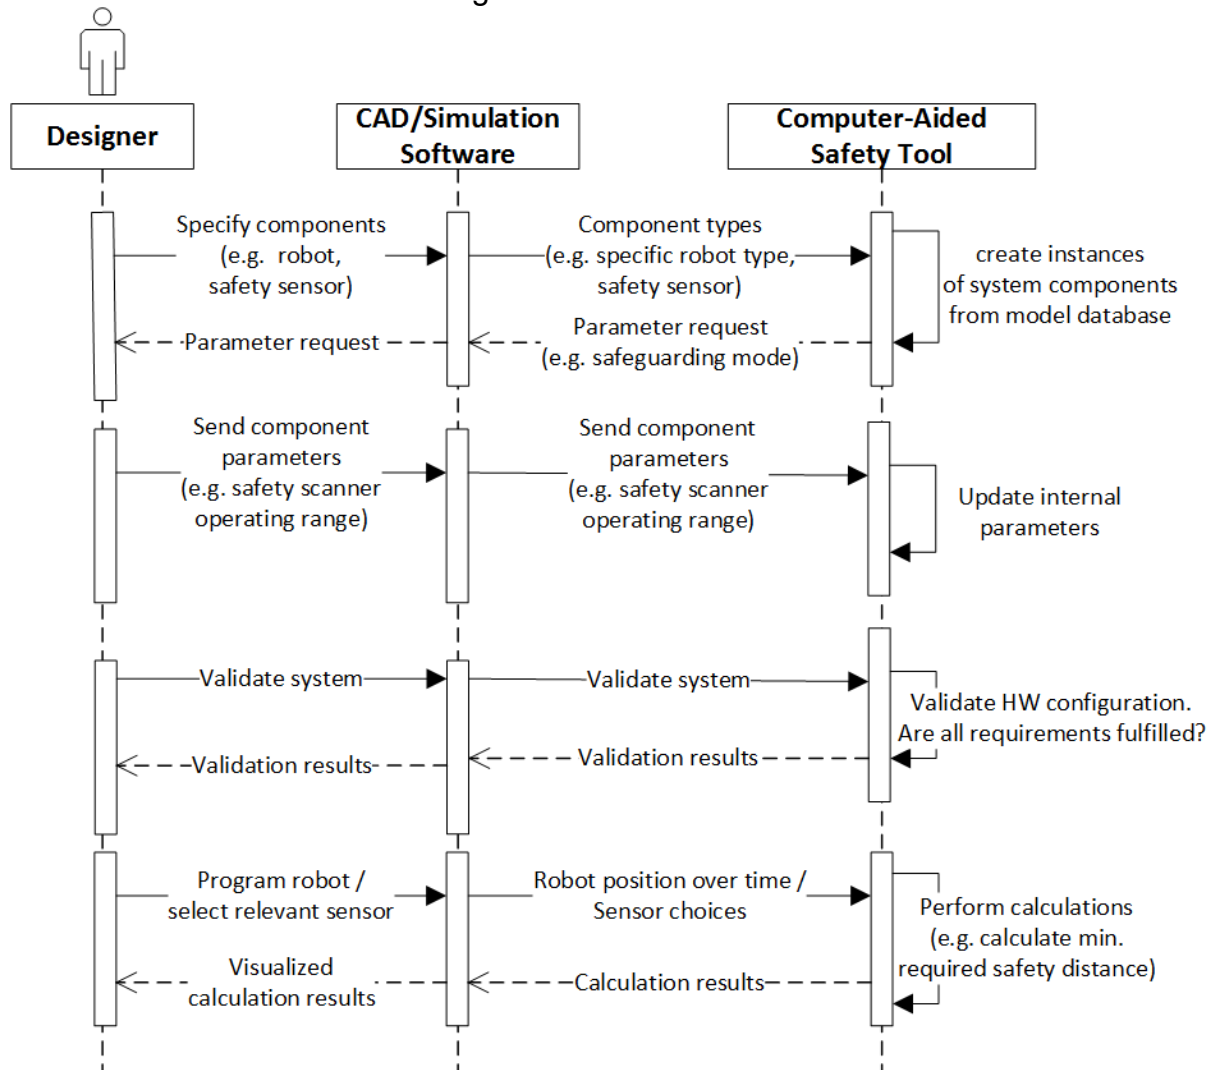 Designer
CAD/Simulation
Software
Computer-Aided
Safety Tool
Specify components
(e.g. robot,
safety sensor)
Component types
(e.g. specific robot type,
safety sensor)
create instances
of system components
from model database
Parameter request
Parameter request
(e.g. safeguarding mode)
Send component
parameters
(e.g. safety scanner
operating range)
Send component
parameters
(e.g. safety scanner
operating range)
Update internal
parameters
Validate system
Validate system
Validate HW configuration.
Are all requirements fulfilled?
Validation results
Validation results
Program robot /
select relevant sensor
Robot position over time /
Sensor choices
Perform calculations
(e.g. calculate min.
required safety distance)
Visualized
calculation results
Calculation results